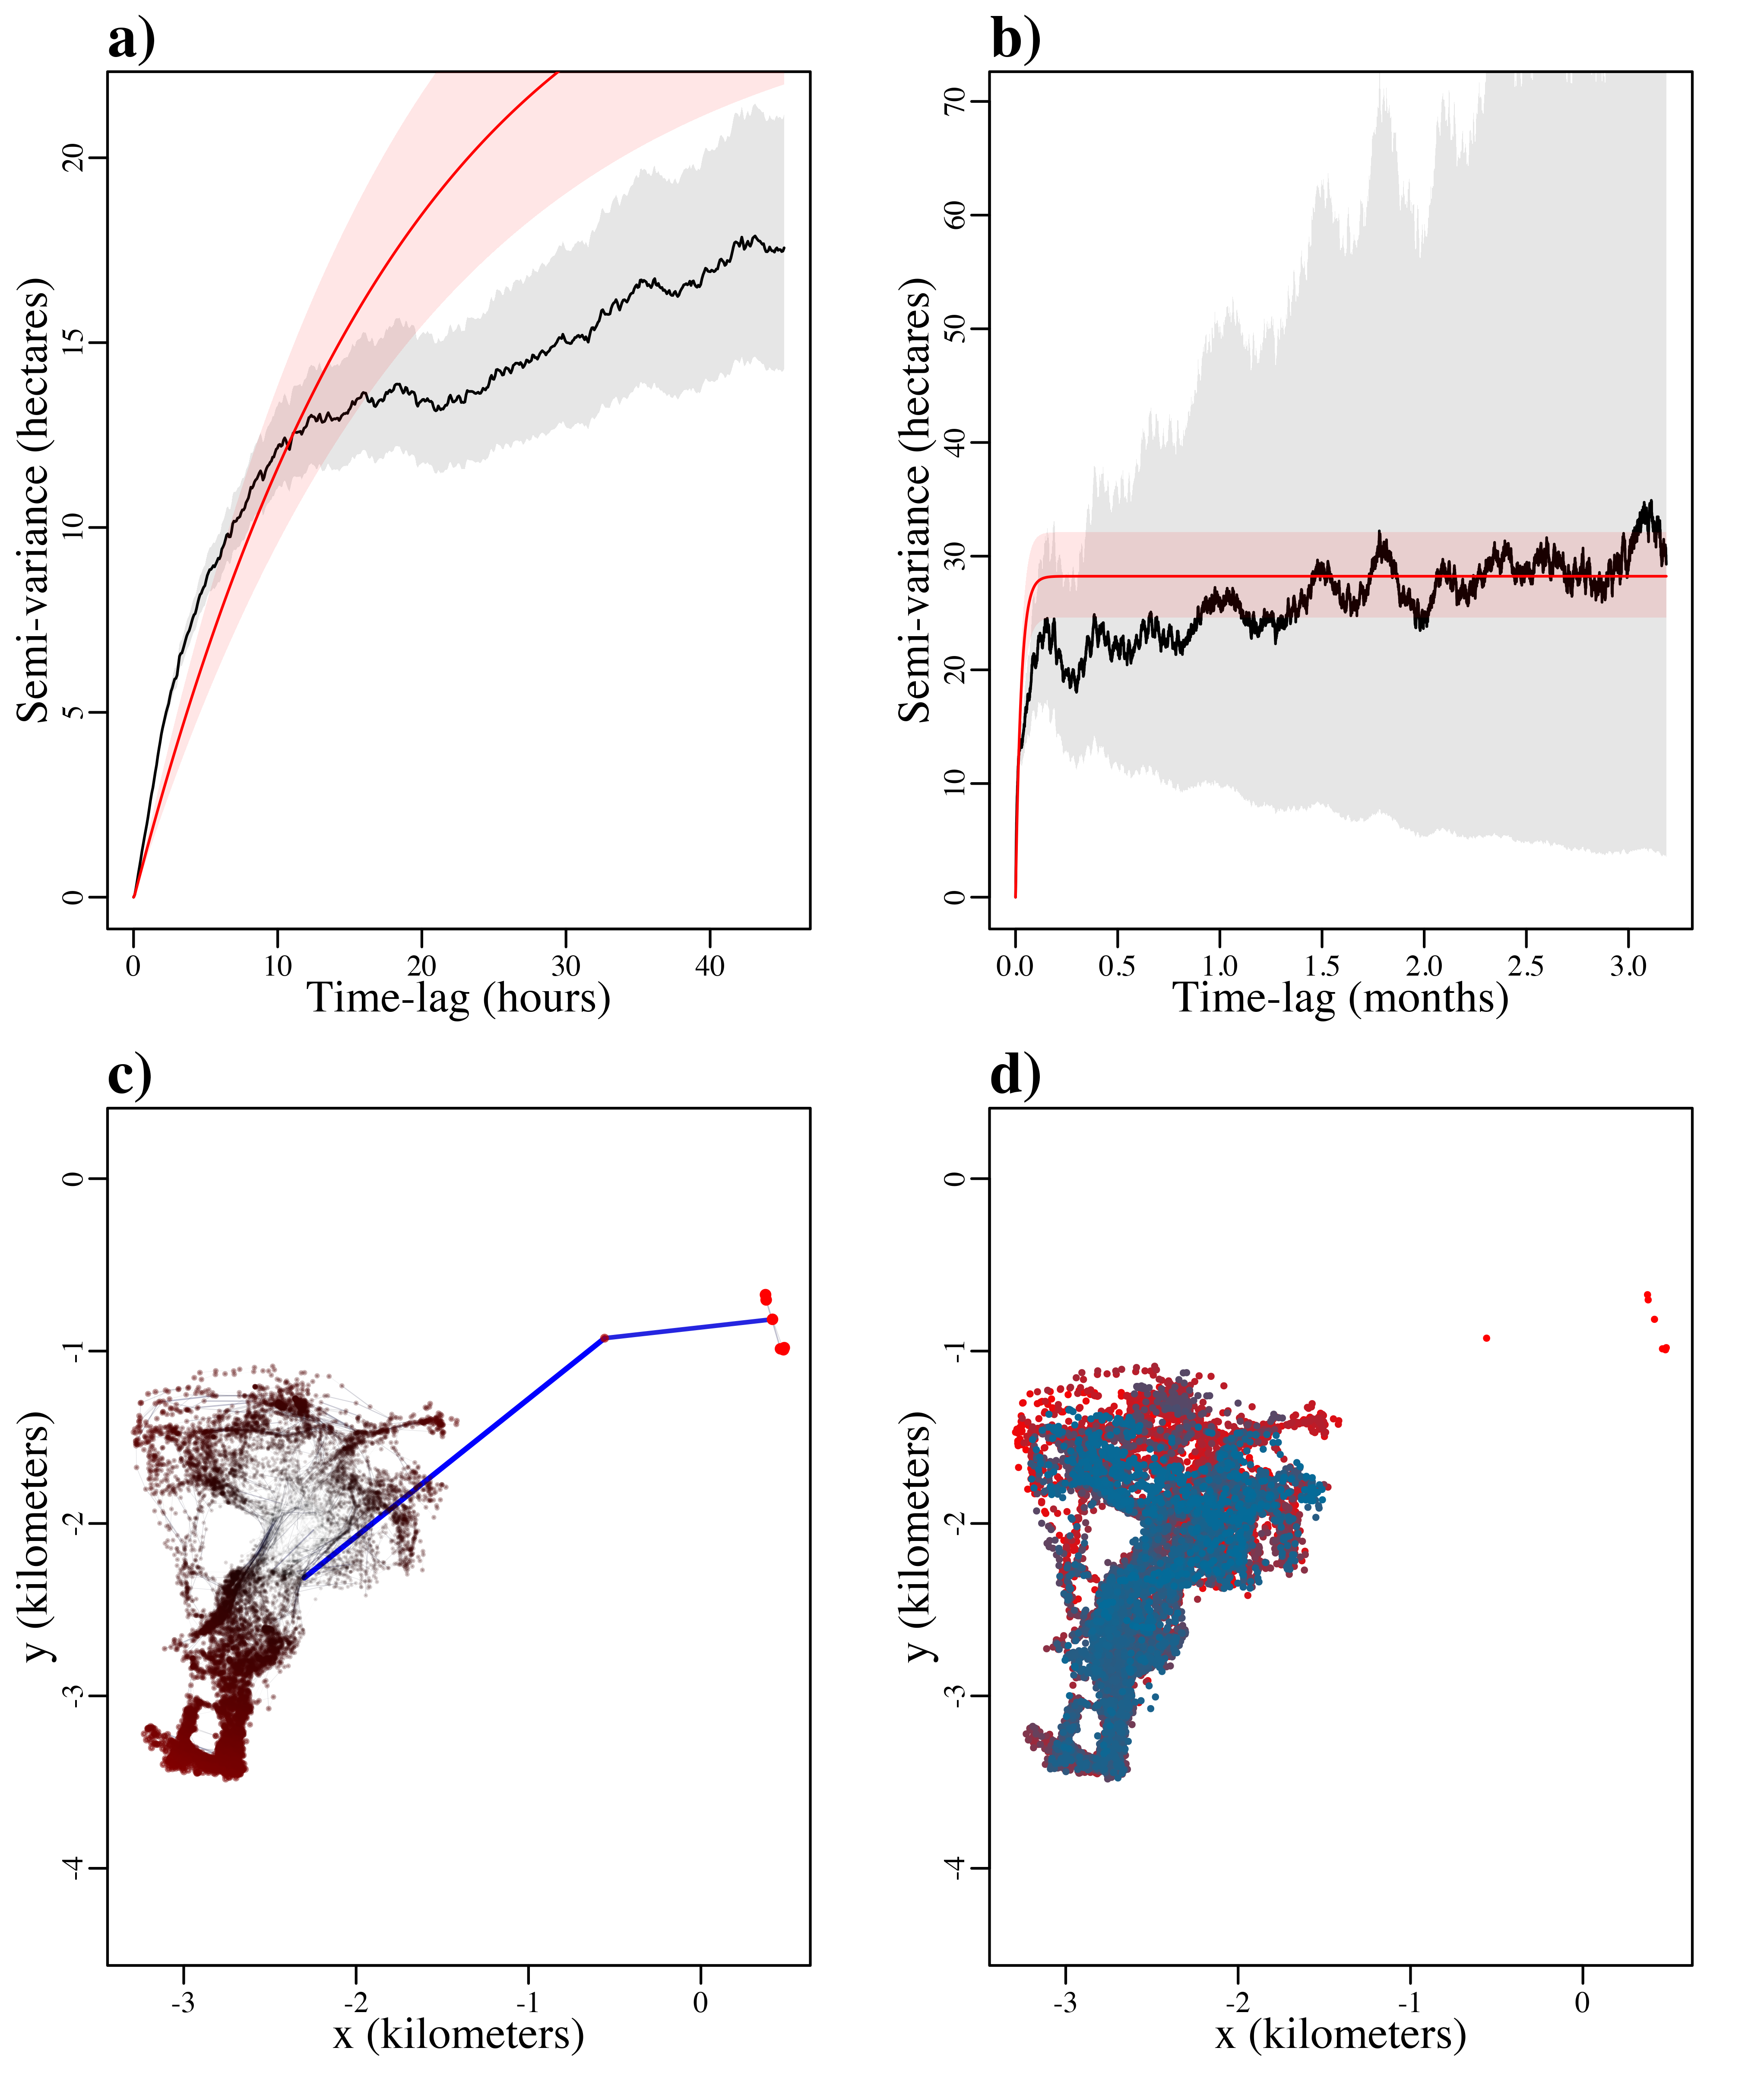 a)
Semi-variance (hectares)
0 5 10 15 20
0 10 20 30 40
Time-lag (hours)
b)
Semi-variance (hectares)
0 10 20 30 40 50 60 70
0.0 0.5 1.0 1.5 2.0 2.5 3.0
Time-lag (months)
c)
y (kilometers)
-4 -3 -2 -1 0
-3 -2 -1 0
x (kilometers)
d)
y (kilometers)
-4 -3 -2 -1 0
-3 -2 -1 0
x (kilometers)